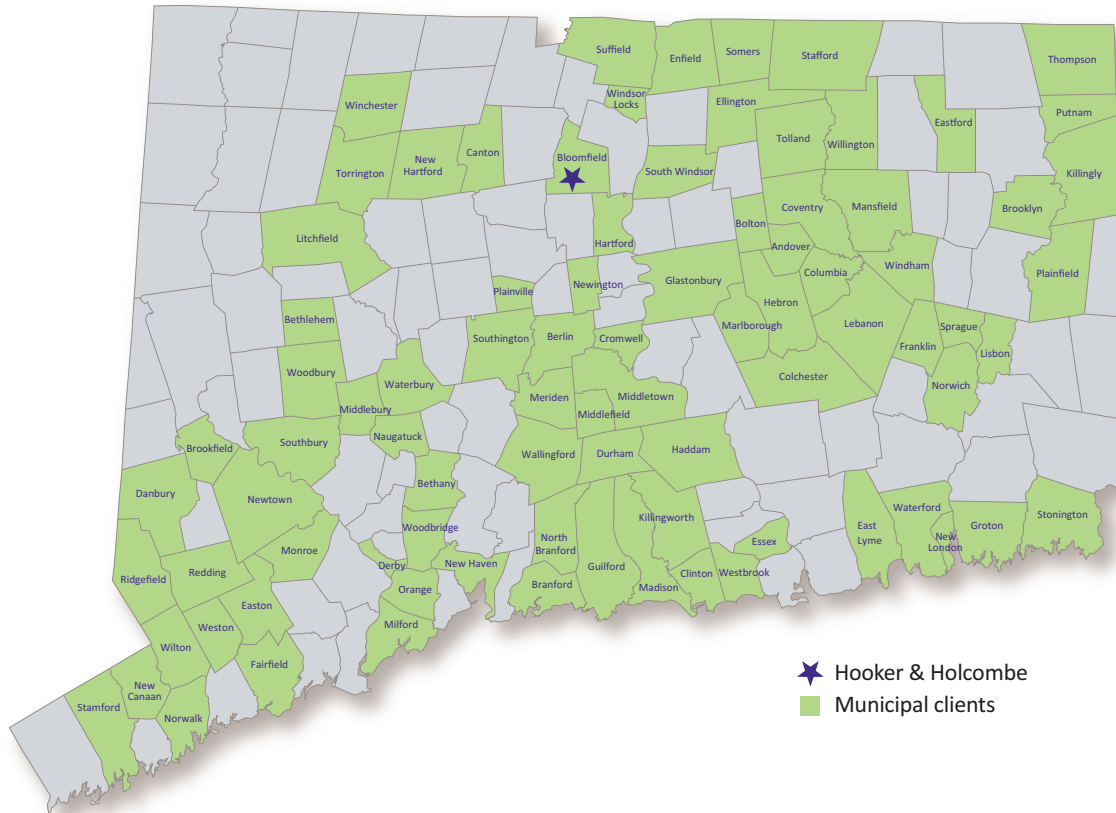 Suffield
Enfield
Somers
Stafford
Thompson
Winchester
Windsor
Locks
Ellington
Eastford
Putnam
Canton
Bloomfield
Tolland
Willington
Torrington
New
Hartford
South Windsor
Killingly
Litchfield
Hartford
Bolton
Coventry
Mansfield
Brooklyn
Andover
Plainville
Newington
Glastonbury
Columbia
Windham
Plainfield
Bethlehem
Southington
Berlin
Cromwell
Marlborough
Hebron
Lebanon
Franklin
Sprague
Lisbon
Woodbury
Waterbury
Colchester
Norwich
Middlebury
Meriden
Middlefield
Middletown
Brookfield
Southbury
Naugatuck
Wallingford
Durham
Haddam
Danbury
Newtown
Bethany
Woodbridge
North
Branford
Killingworth
Essex
East
Lyme
Waterford
New
London
Groton
Stonington
Monroe
Ridgefield
Redding
Derby
New Haven
Orange
Branford
Guilford
Madison
Clinton
Westbrook
Easton
Weston
Milford
Wilton
Fairfield
New
Canaan
Stamford
Norwalk
Hooker & Holcombe
Municipal clients